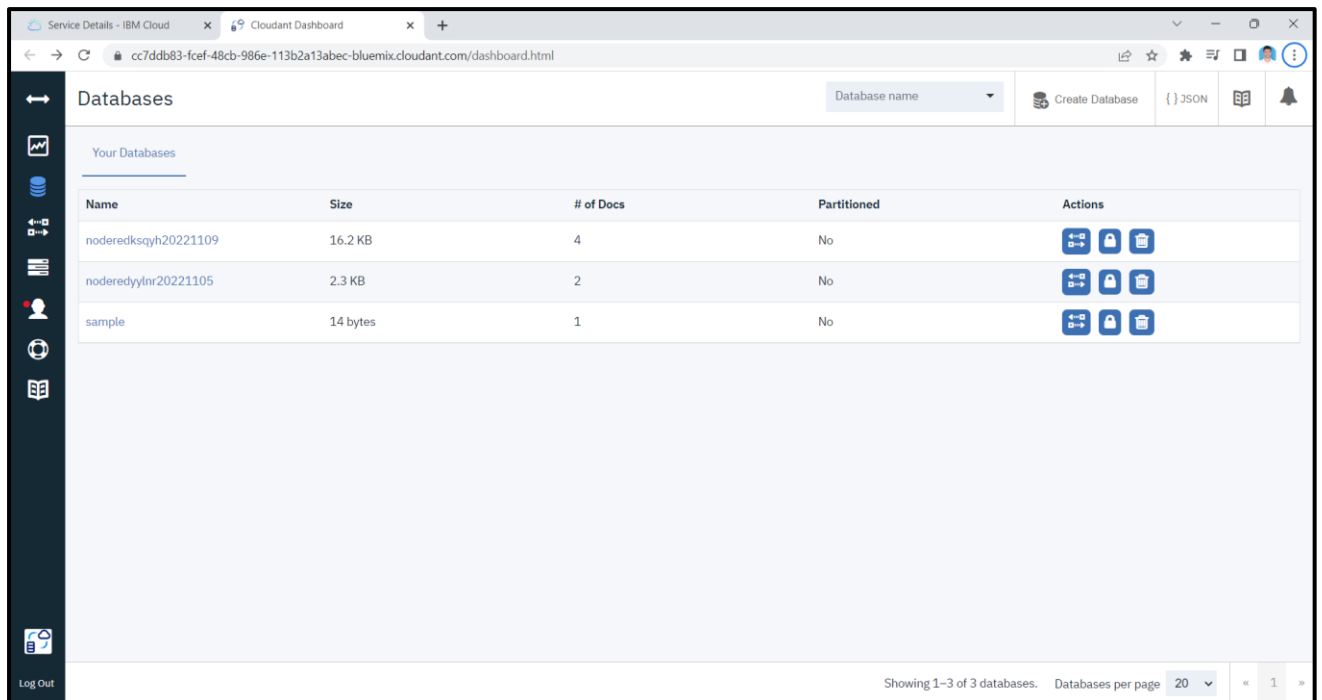 Service Details - IBM Cloud
Cloudant Dashboard
cc7ddb83-fcef-48cb-986e-113b2a13abec-bluemix.cloudant.com/dashboard.html
Databases
Database name
Create Database
{ } JSON
Your Databases
Name Size # of Docs Partitioned Actions
noderedksqyh20221109 16.2 KB 4 No
noderedyylnr20221105 2.3 KB 2 No
sample 14 bytes 1 No
Log Out
Showing 1–3 of 3 databases. Databases per page 20 « 1 »